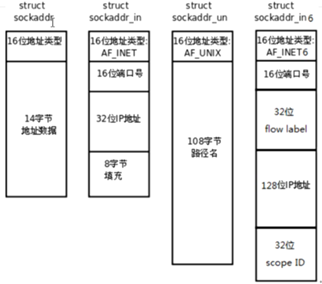 struct
sockaddr
16位地址类型
14字节
地址数据
struct
sockaddr_in
16位地址类型:
AF_INET
16位端口号
32位IP地址
8字节
填充
struct
sockaddr_un
16位地址类型:
AF_UNIX
108字节
路径名
struct
sockaddr_in6
16位地址类型:
AF_INET6
16位端口号
32位
flow label
128位IP地址
32位
scope ID